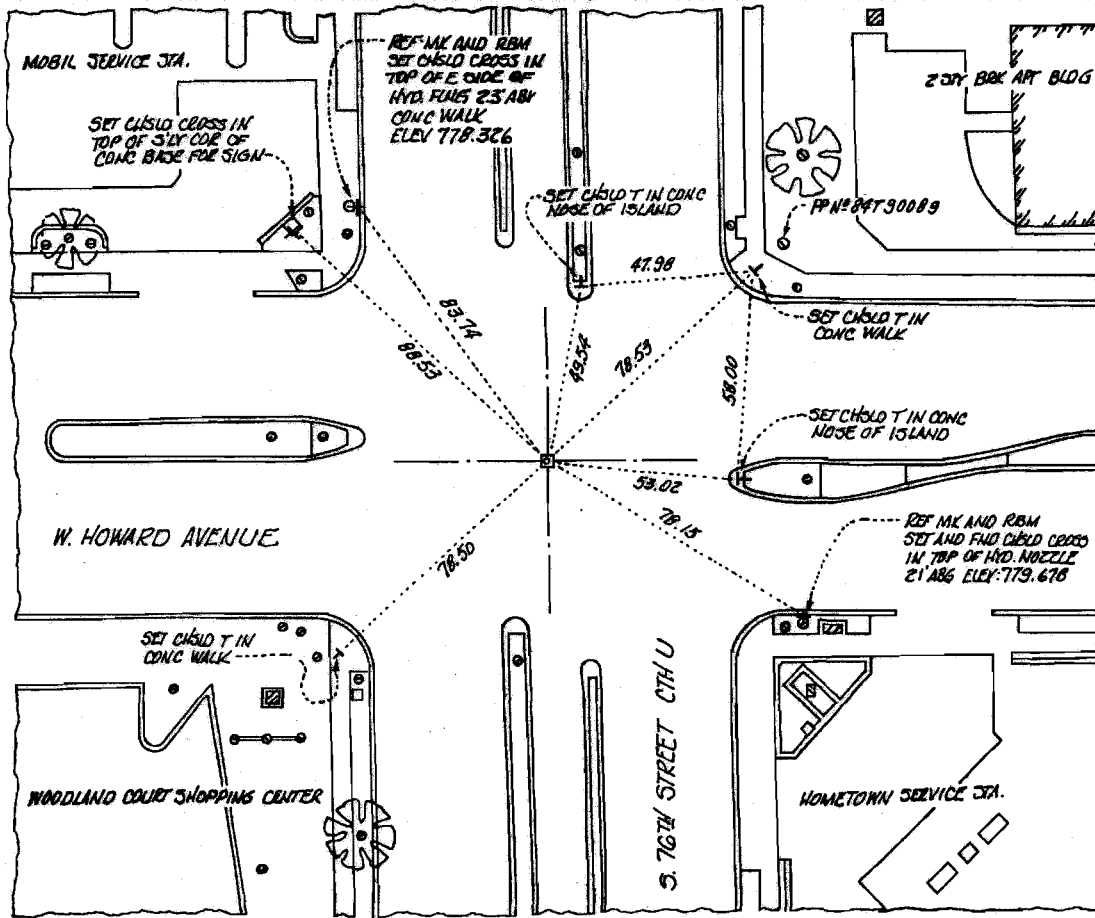 MOBIL SERVICE STA.
REF MK AND RBM
SET CHSLD CROSS IN
TOP OF E SIDE OF
HYD. FLNG 2.3' ABV
CONC WALK
ELEV 778.326
2 STY BRK APT BLDG
SET CHSLD CROSS IN
TOP OF S'LY COR OF
CONC BASE FOR SIGN
SET CHSLD T IN CONC
NOSE OF ISLAND
PP Nº 84T90089
47.98
SET CHSLD T IN
CONC WALK
83.74
88.53
49.54
78.53
58.00
SET CHSLD T IN CONC
NOSE OF ISLAND
53.02
78.15
W. HOWARD AVENUE
REF MK AND RBM
SET AND FND CHSLD CROSS
IN TOP OF HYD. NOZZLE
2.1' ABG ELEV: 779.678
78.50
SET CHSLD T IN
CONC WALK
S. 76TH STREET CTH U
WOODLAND COURT SHOPPING CENTER
HOMETOWN SERVICE STA.